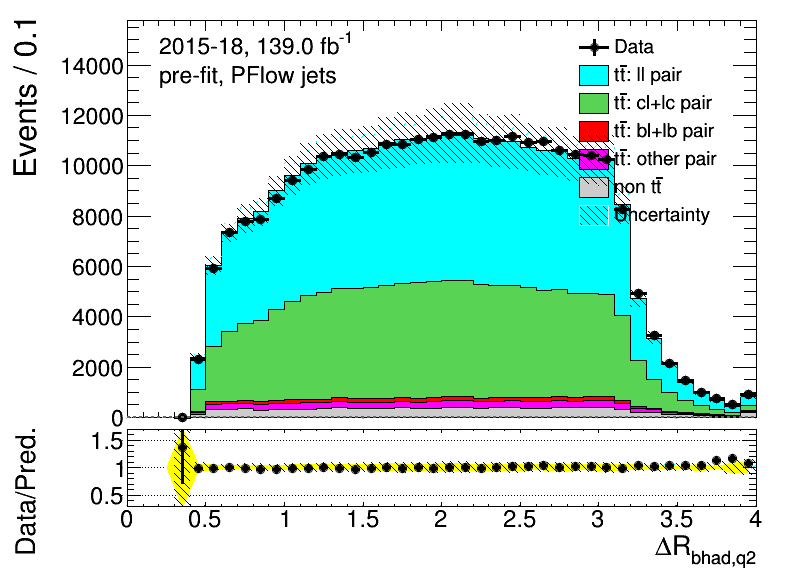 Events / 0.1
2015-18, 139.0 fb⁻¹
pre-fit, PFlow jets
Data
tt̄: ll pair
tt̄: cl+lc pair
tt̄: bl+lb pair
tt̄: other pair
non tt̄
Uncertainty
14000
12000
10000
8000
6000
4000
2000
0
Data/Pred.
1.5
1
0.5
0 0.5 1 1.5 2 2.5 3 3.5 4
ΔR_bhad,q2